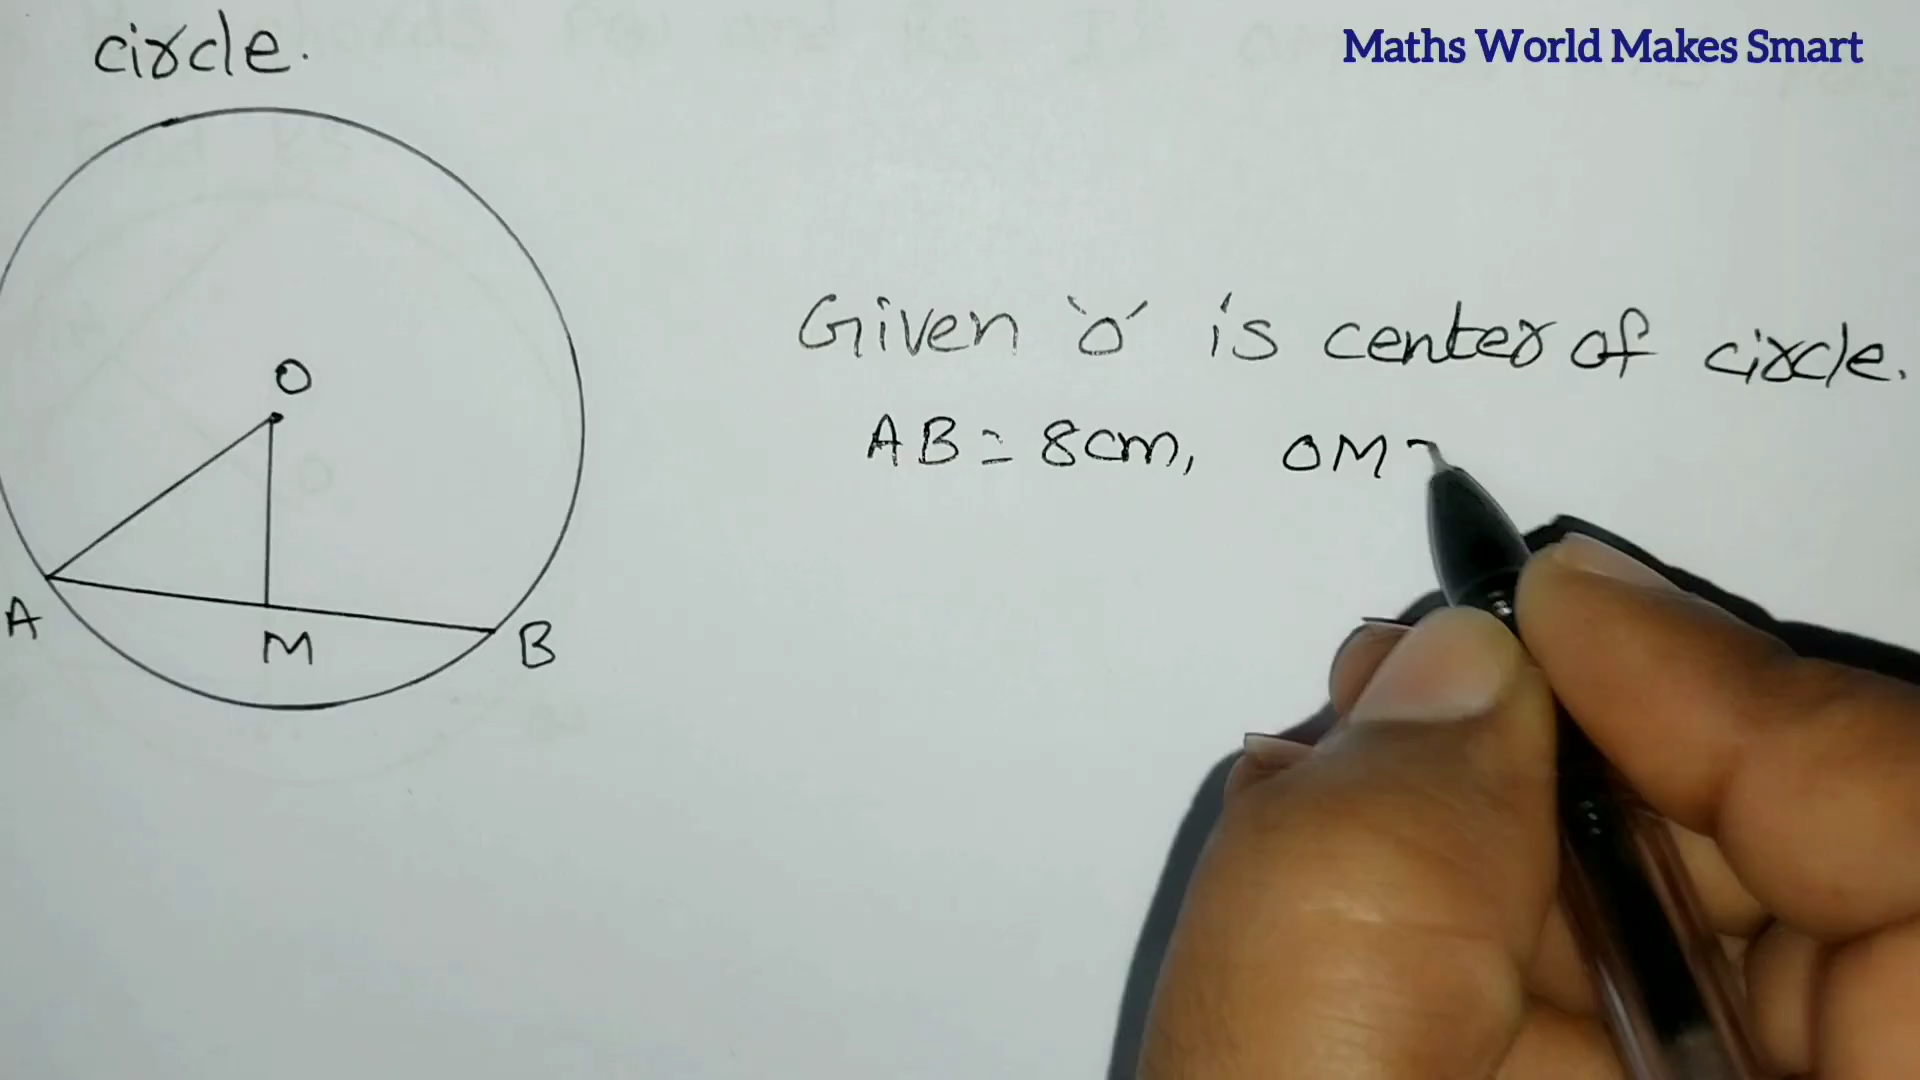 circle.
Maths World Makes Smart
Given 'O' is center of circle.
AB = 8cm, OM
O
A
M
B